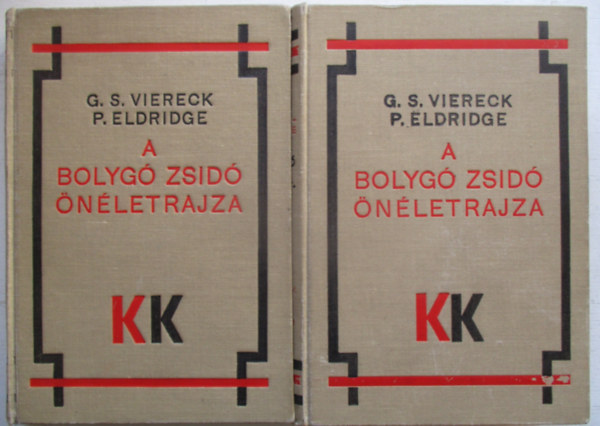 G. S. VIERECK
P. ELDRIDGE
A
BOLYGÓ ZSIDÓ
ÖNÉLETRAJZA
KK
G. S. VIERECK
P. ELDRIDGE
A
BOLYGÓ ZSIDÓ
ÖNÉLETRAJZA
KK